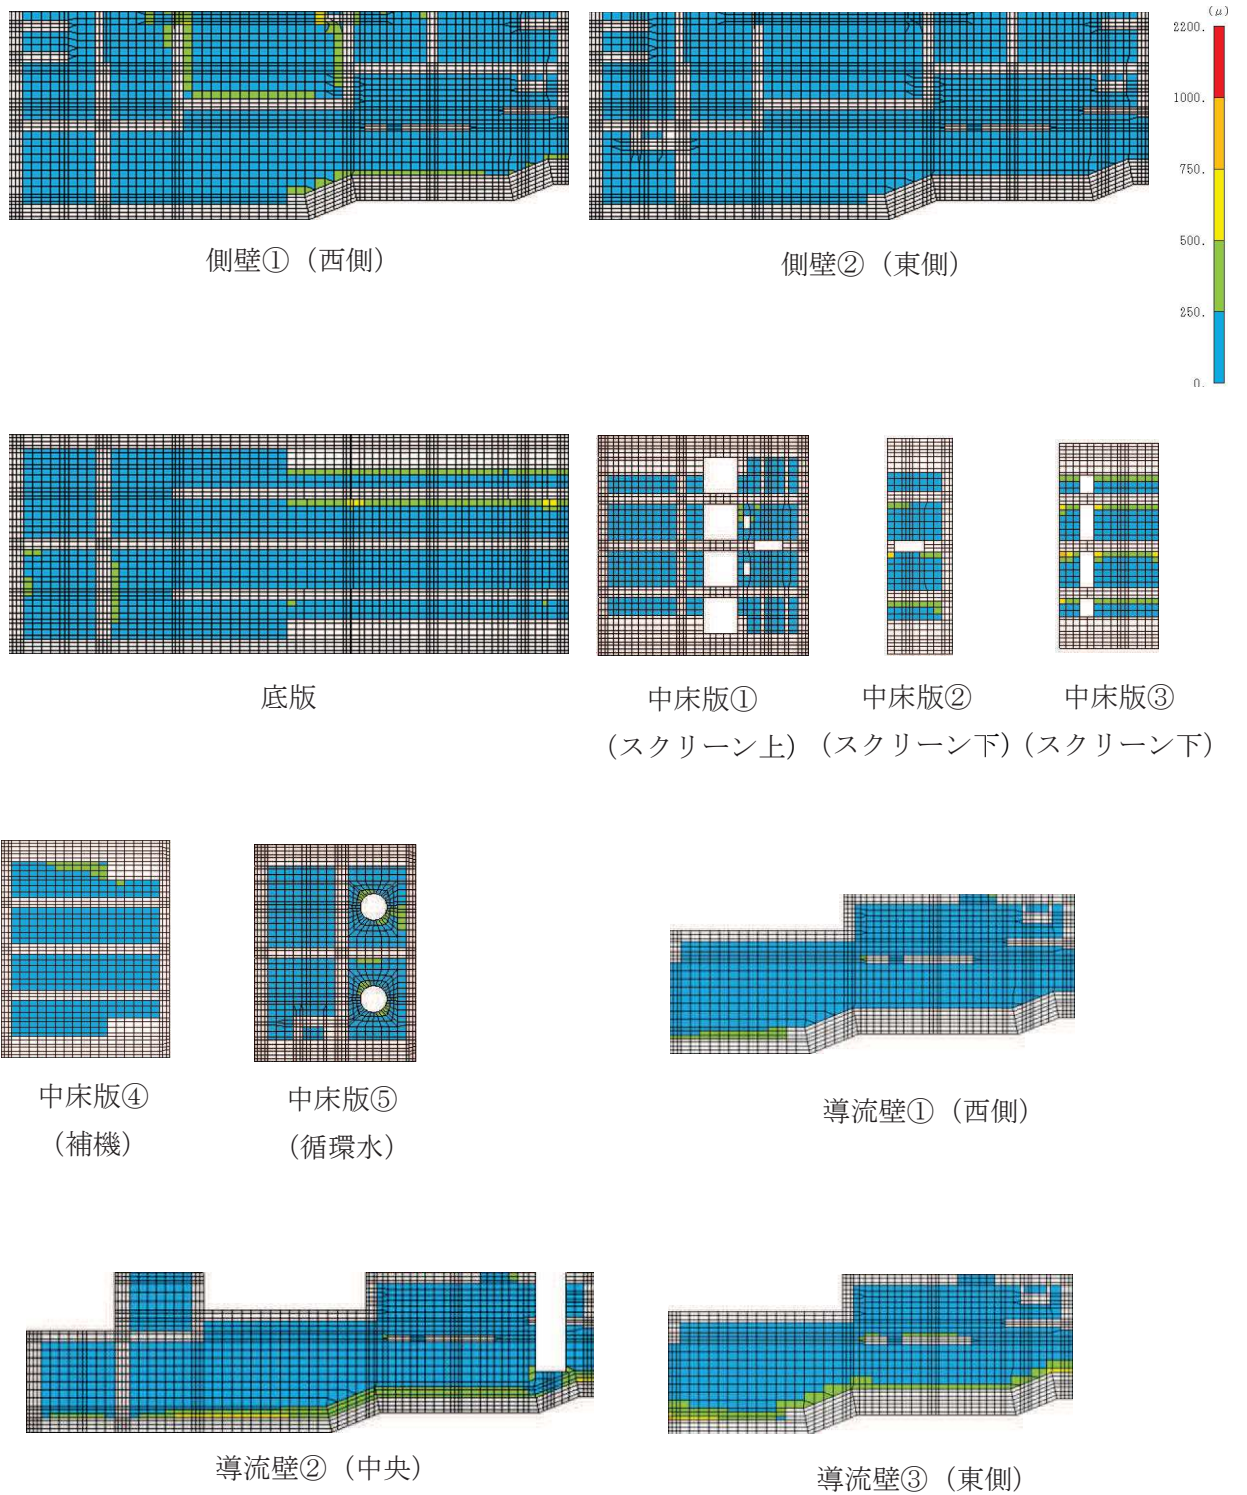 (μ)
2200.
1000.
750.
500.
250.
0.
側壁①（西側）
側壁②（東側）
底版
中床版①
（スクリーン上）
中床版②
（スクリーン下）
中床版③
（スクリーン下）
中床版④
（補機）
中床版⑤
（循環水）
導流壁①（西側）
導流壁②（中央）
導流壁③（東側）